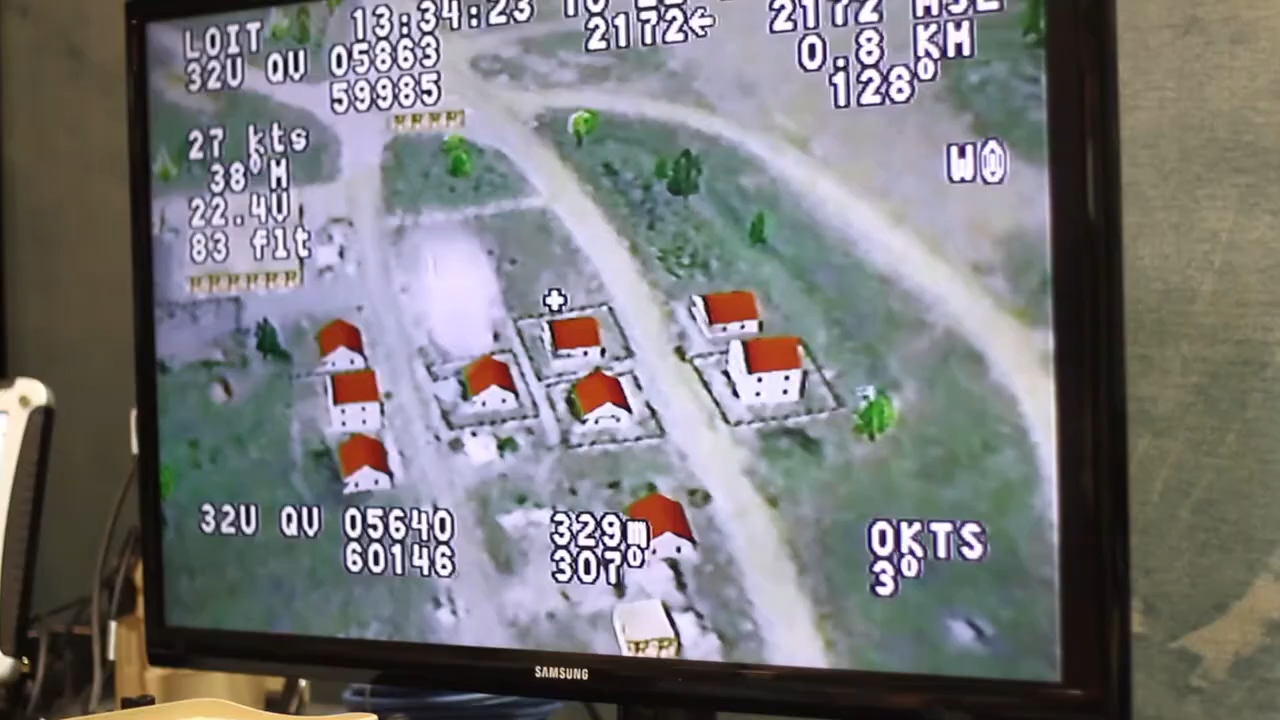 LOIT
32U QV 05863
59985
13:34:23
2172←
2172 MSL
0.8 KM
128°
27 kts
38°M
22.4V
83 flt
W0
32U QV 05640
60146
329m
307°
0KTS
3°
SAMSUNG